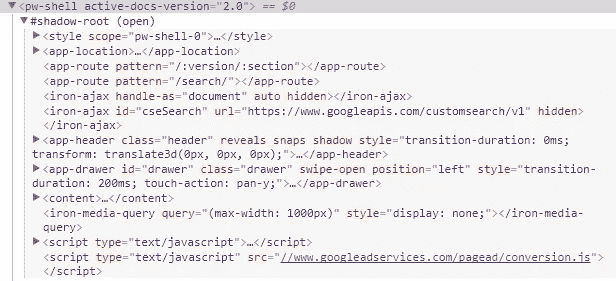 ▼<pw-shell active-docs-version="2.0"> == $0
▼#shadow-root (open)
▶<style scope="pw-shell-0">…</style>
▶<app-location>…</app-location>
<app-route pattern="/:version/:section"></app-route>
<app-route pattern="/search/"></app-route>
<iron-ajax handle-as="document" auto hidden></iron-ajax>
<iron-ajax id="cseSearch" url="https://www.googleapis.com/customsearch/v1" hidden>
</iron-ajax>
▶<app-header class="header" reveals snaps shadow style="transition-duration: 0ms;
transform: translate3d(0px, 0px, 0px);">…</app-header>
▶<app-drawer id="drawer" class="drawer" swipe-open position="left" style="transition-
duration: 200ms; touch-action: pan-y;">…</app-drawer>
▶<content>…</content>
<iron-media-query query="(max-width: 1000px)" style="display: none;"></iron-media-
query>
▶<script type="text/javascript">…</script>
<script type="text/javascript" src="//www.googleadservices.com/pagead/conversion.js">
</script>